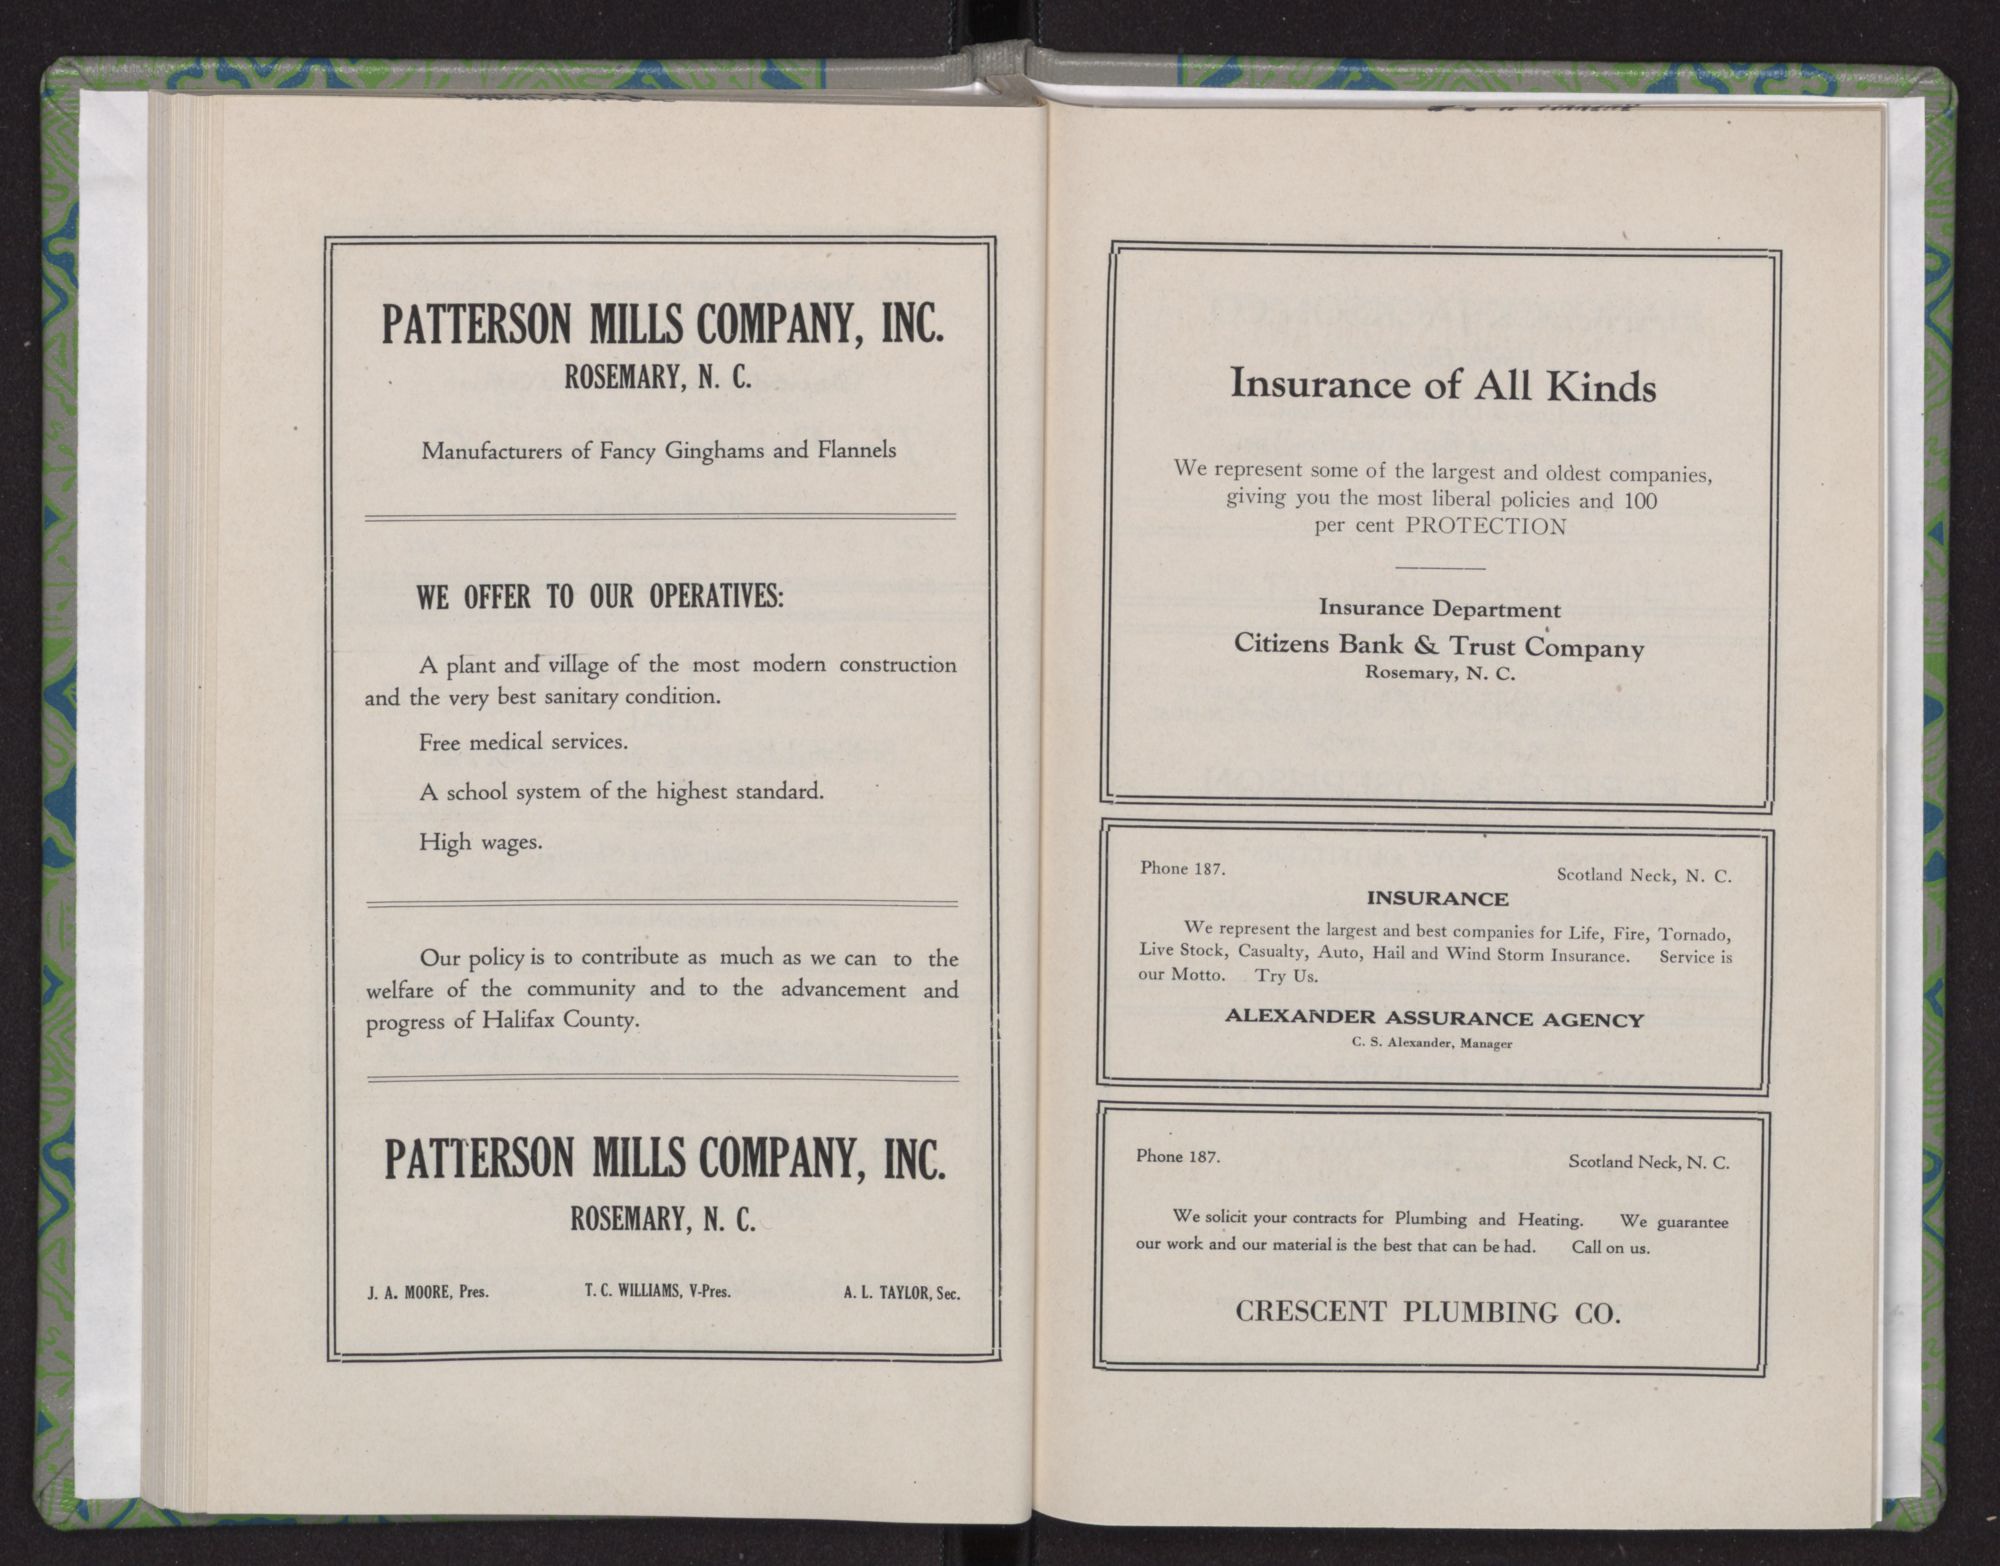 PATTERSON MILLS COMPANY, INC.
ROSEMARY, N. C.
Manufacturers of Fancy Ginghams and Flannels
WE OFFER TO OUR OPERATIVES:
A plant and village of the most modern construction
and the very best sanitary condition.
Free medical services.
A school system of the highest standard.
High wages.
Our policy is to contribute as much as we can to the
welfare of the community and to the advancement and
progress of Halifax County.
PATTERSON MILLS COMPANY, INC.
ROSEMARY, N. C.
J. A. MOORE, Pres. T. C. WILLIAMS, V-Pres. A. L. TAYLOR, Sec.
Insurance of All Kinds
We represent some of the largest and oldest companies,
giving you the most liberal policies and 100
per cent PROTECTION
Insurance Department
Citizens Bank & Trust Company
Rosemary, N. C.
Phone 187. Scotland Neck, N. C.
INSURANCE
We represent the largest and best companies for Life, Fire, Tornado,
Live Stock, Casualty, Auto, Hail and Wind Storm Insurance. Service is
our Motto. Try Us.
ALEXANDER ASSURANCE AGENCY
C. S. Alexander, Manager
Phone 187. Scotland Neck, N. C.
We solicit your contracts for Plumbing and Heating. We guarantee
our work and our material is the best that can be had. Call on us.
CRESCENT PLUMBING CO.